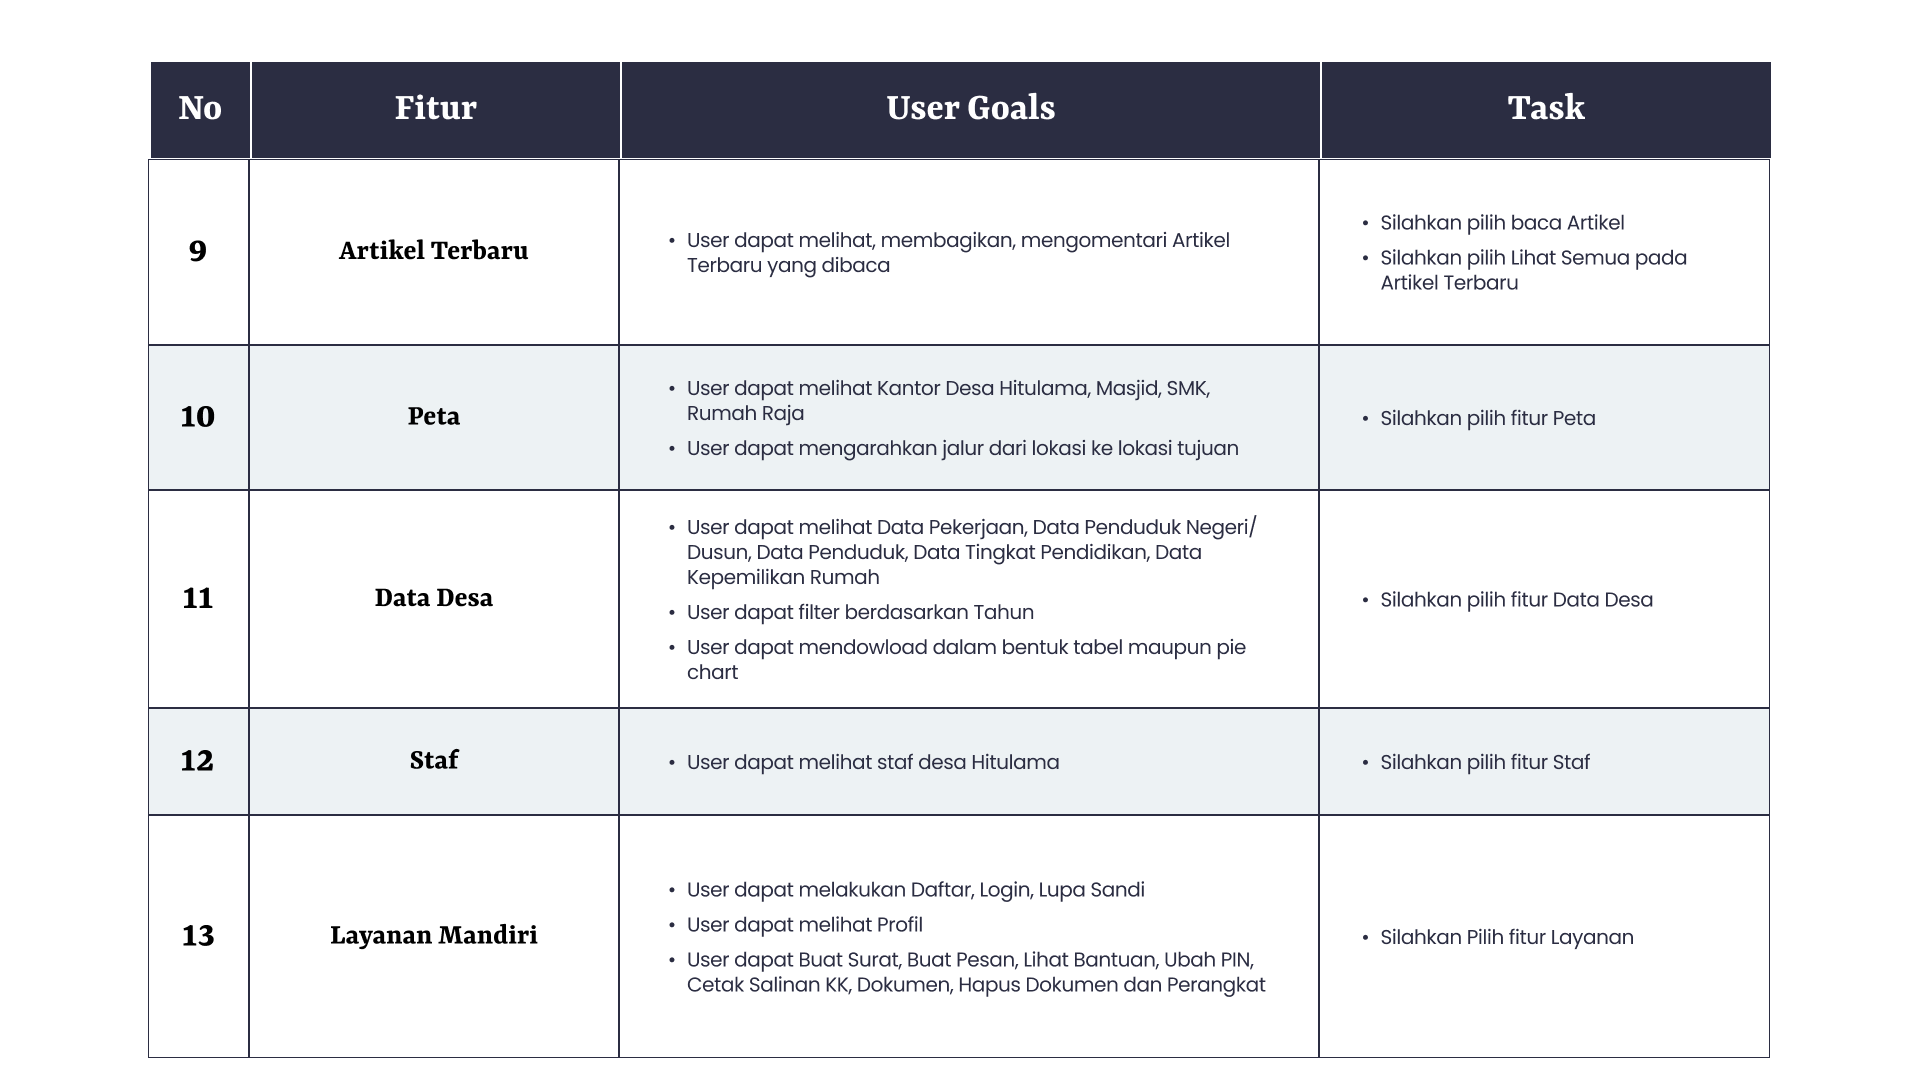 No
Fitur
User Goals
Task
9
Artikel Terbaru
• User dapat melihat, membagikan, mengomentari Artikel
Terbaru yang dibaca
• Silahkan pilih baca Artikel
• Silahkan pilih Lihat Semua pada
Artikel Terbaru
10
Peta
• User dapat melihat Kantor Desa Hitulama, Masjid, SMK,
Rumah Raja
• User dapat mengarahkan jalur dari lokasi ke lokasi tujuan
• Silahkan pilih fitur Peta
11
Data Desa
• User dapat melihat Data Pekerjaan, Data Penduduk Negeri/
Dusun, Data Penduduk, Data Tingkat Pendidikan, Data
Kepemilikan Rumah
• User dapat filter berdasarkan Tahun
• User dapat mendowload dalam bentuk tabel maupun pie
chart
• Silahkan pilih fitur Data Desa
12
Staf
• User dapat melihat staf desa Hitulama
• Silahkan pilih fitur Staf
13
Layanan Mandiri
• User dapat melakukan Daftar, Login, Lupa Sandi
• User dapat melihat Profil
• User dapat Buat Surat, Buat Pesan, Lihat Bantuan, Ubah PIN,
Cetak Salinan KK, Dokumen, Hapus Dokumen dan Perangkat
• Silahkan Pilih fitur Layanan